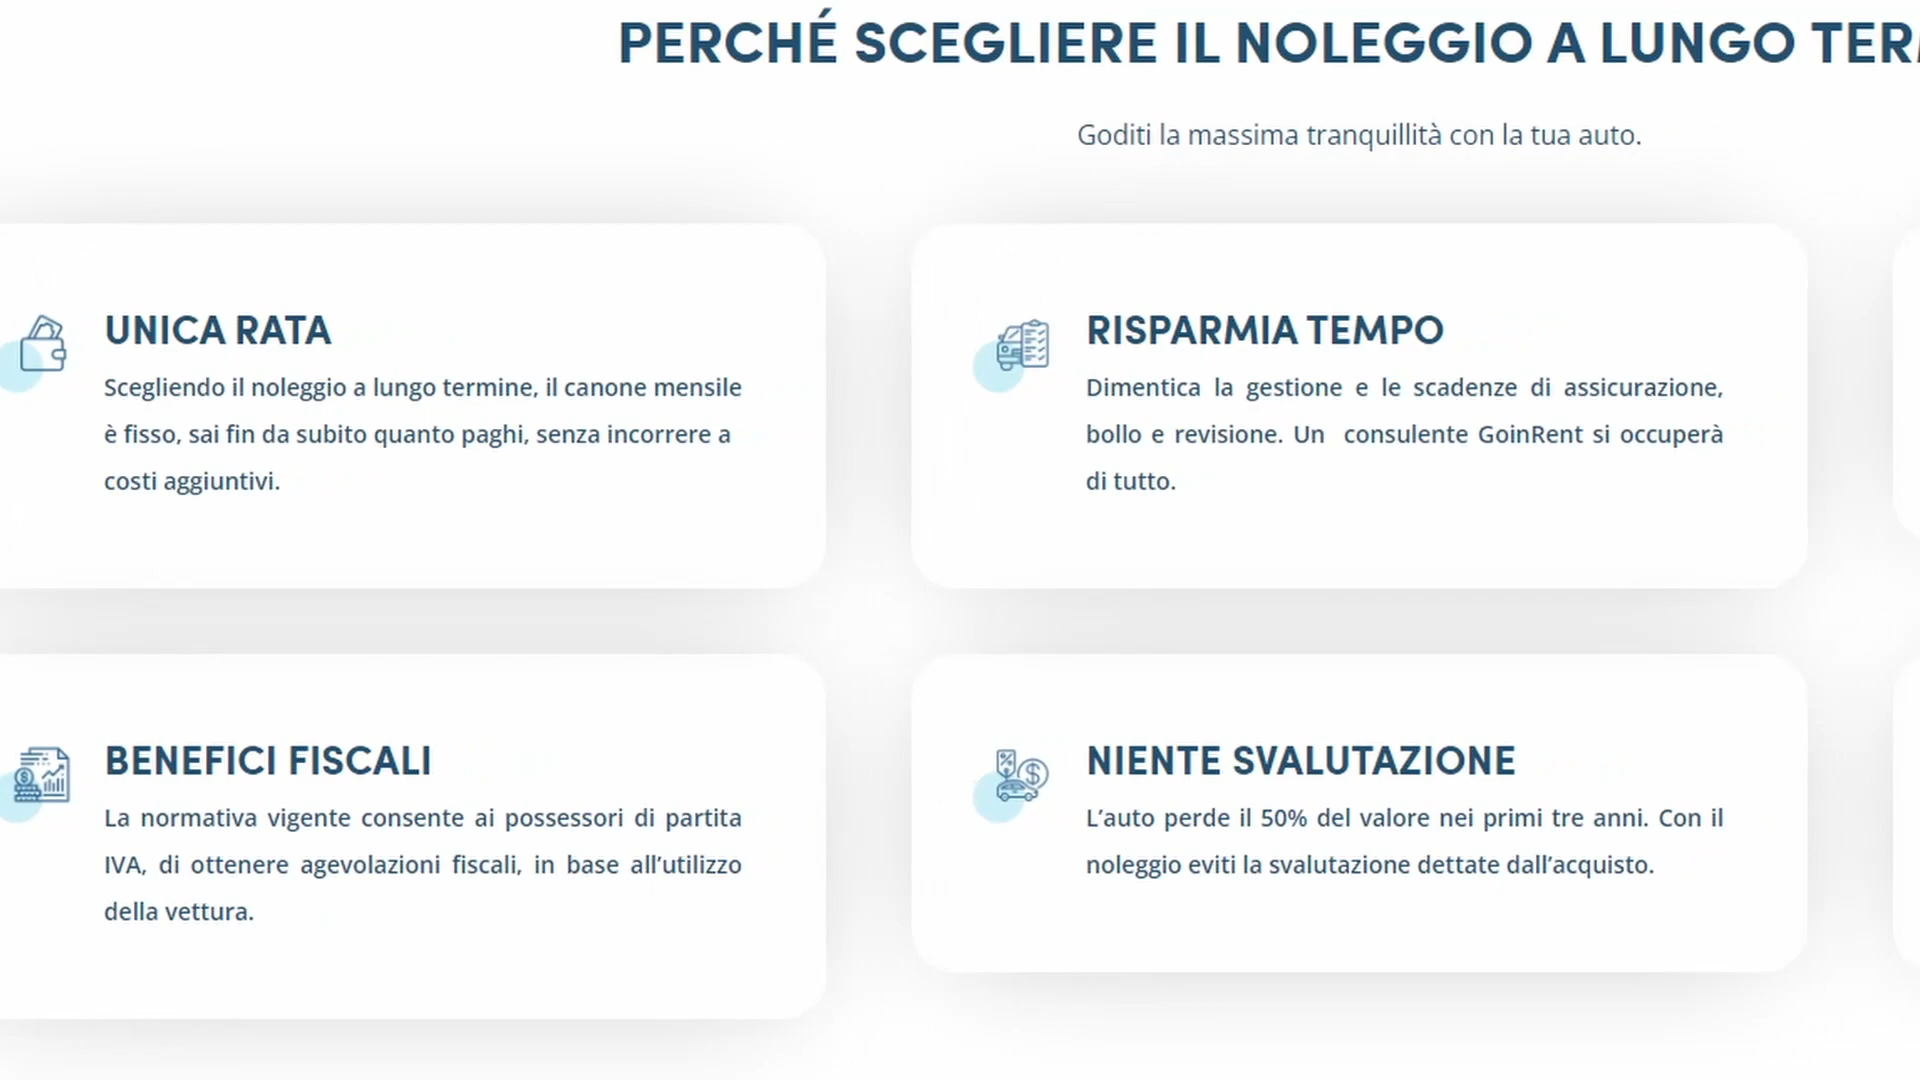 PERCHÉ SCEGLIERE IL NOLEGGIO A LUNGO
Goditi la massima tranquillità con la tua auto.
UNICA RATA
Scegliendo il noleggio a lungo termine, il canone mensile
è fisso, sai fin da subito quanto paghi, senza incorrere a
costi aggiuntivi.
RISPARMIA TEMPO
Dimentica la gestione e le scadenze di assicurazione,
bollo e revisione. Un consulente GoinRent si occuperà
di tutto.
BENEFICI FISCALI
La normativa vigente consente ai possessori di partita
IVA, di ottenere agevolazioni fiscali, in base all’utilizzo
della vettura.
NIENTE SVALUTAZIONE
L’auto perde il 50% del valore nei primi tre anni. Con il
noleggio eviti la svalutazione dettate dall’acquisto.